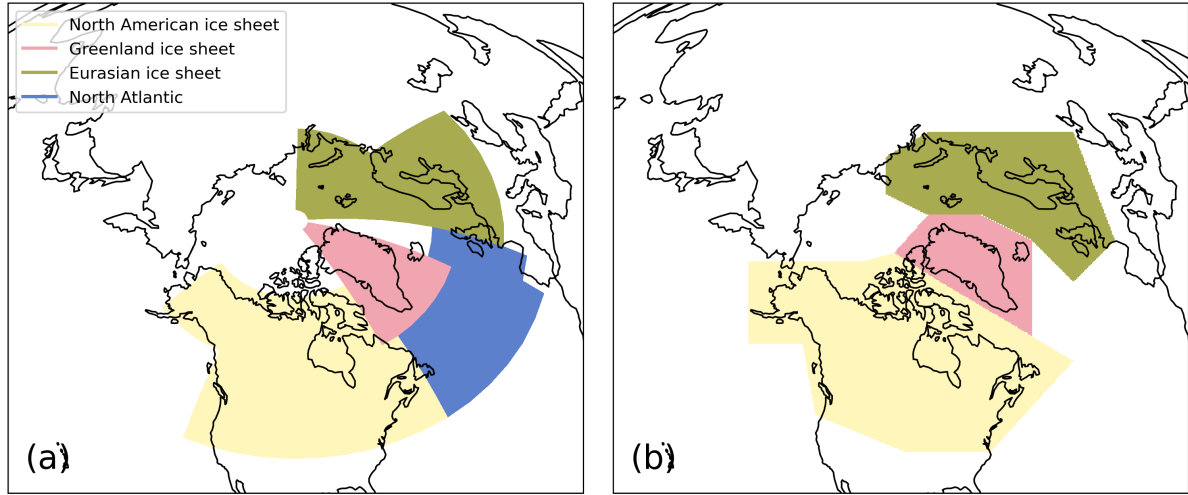 North American ice sheet
Greenland ice sheet
Eurasian ice sheet
North Atlantic
(a)
(b)